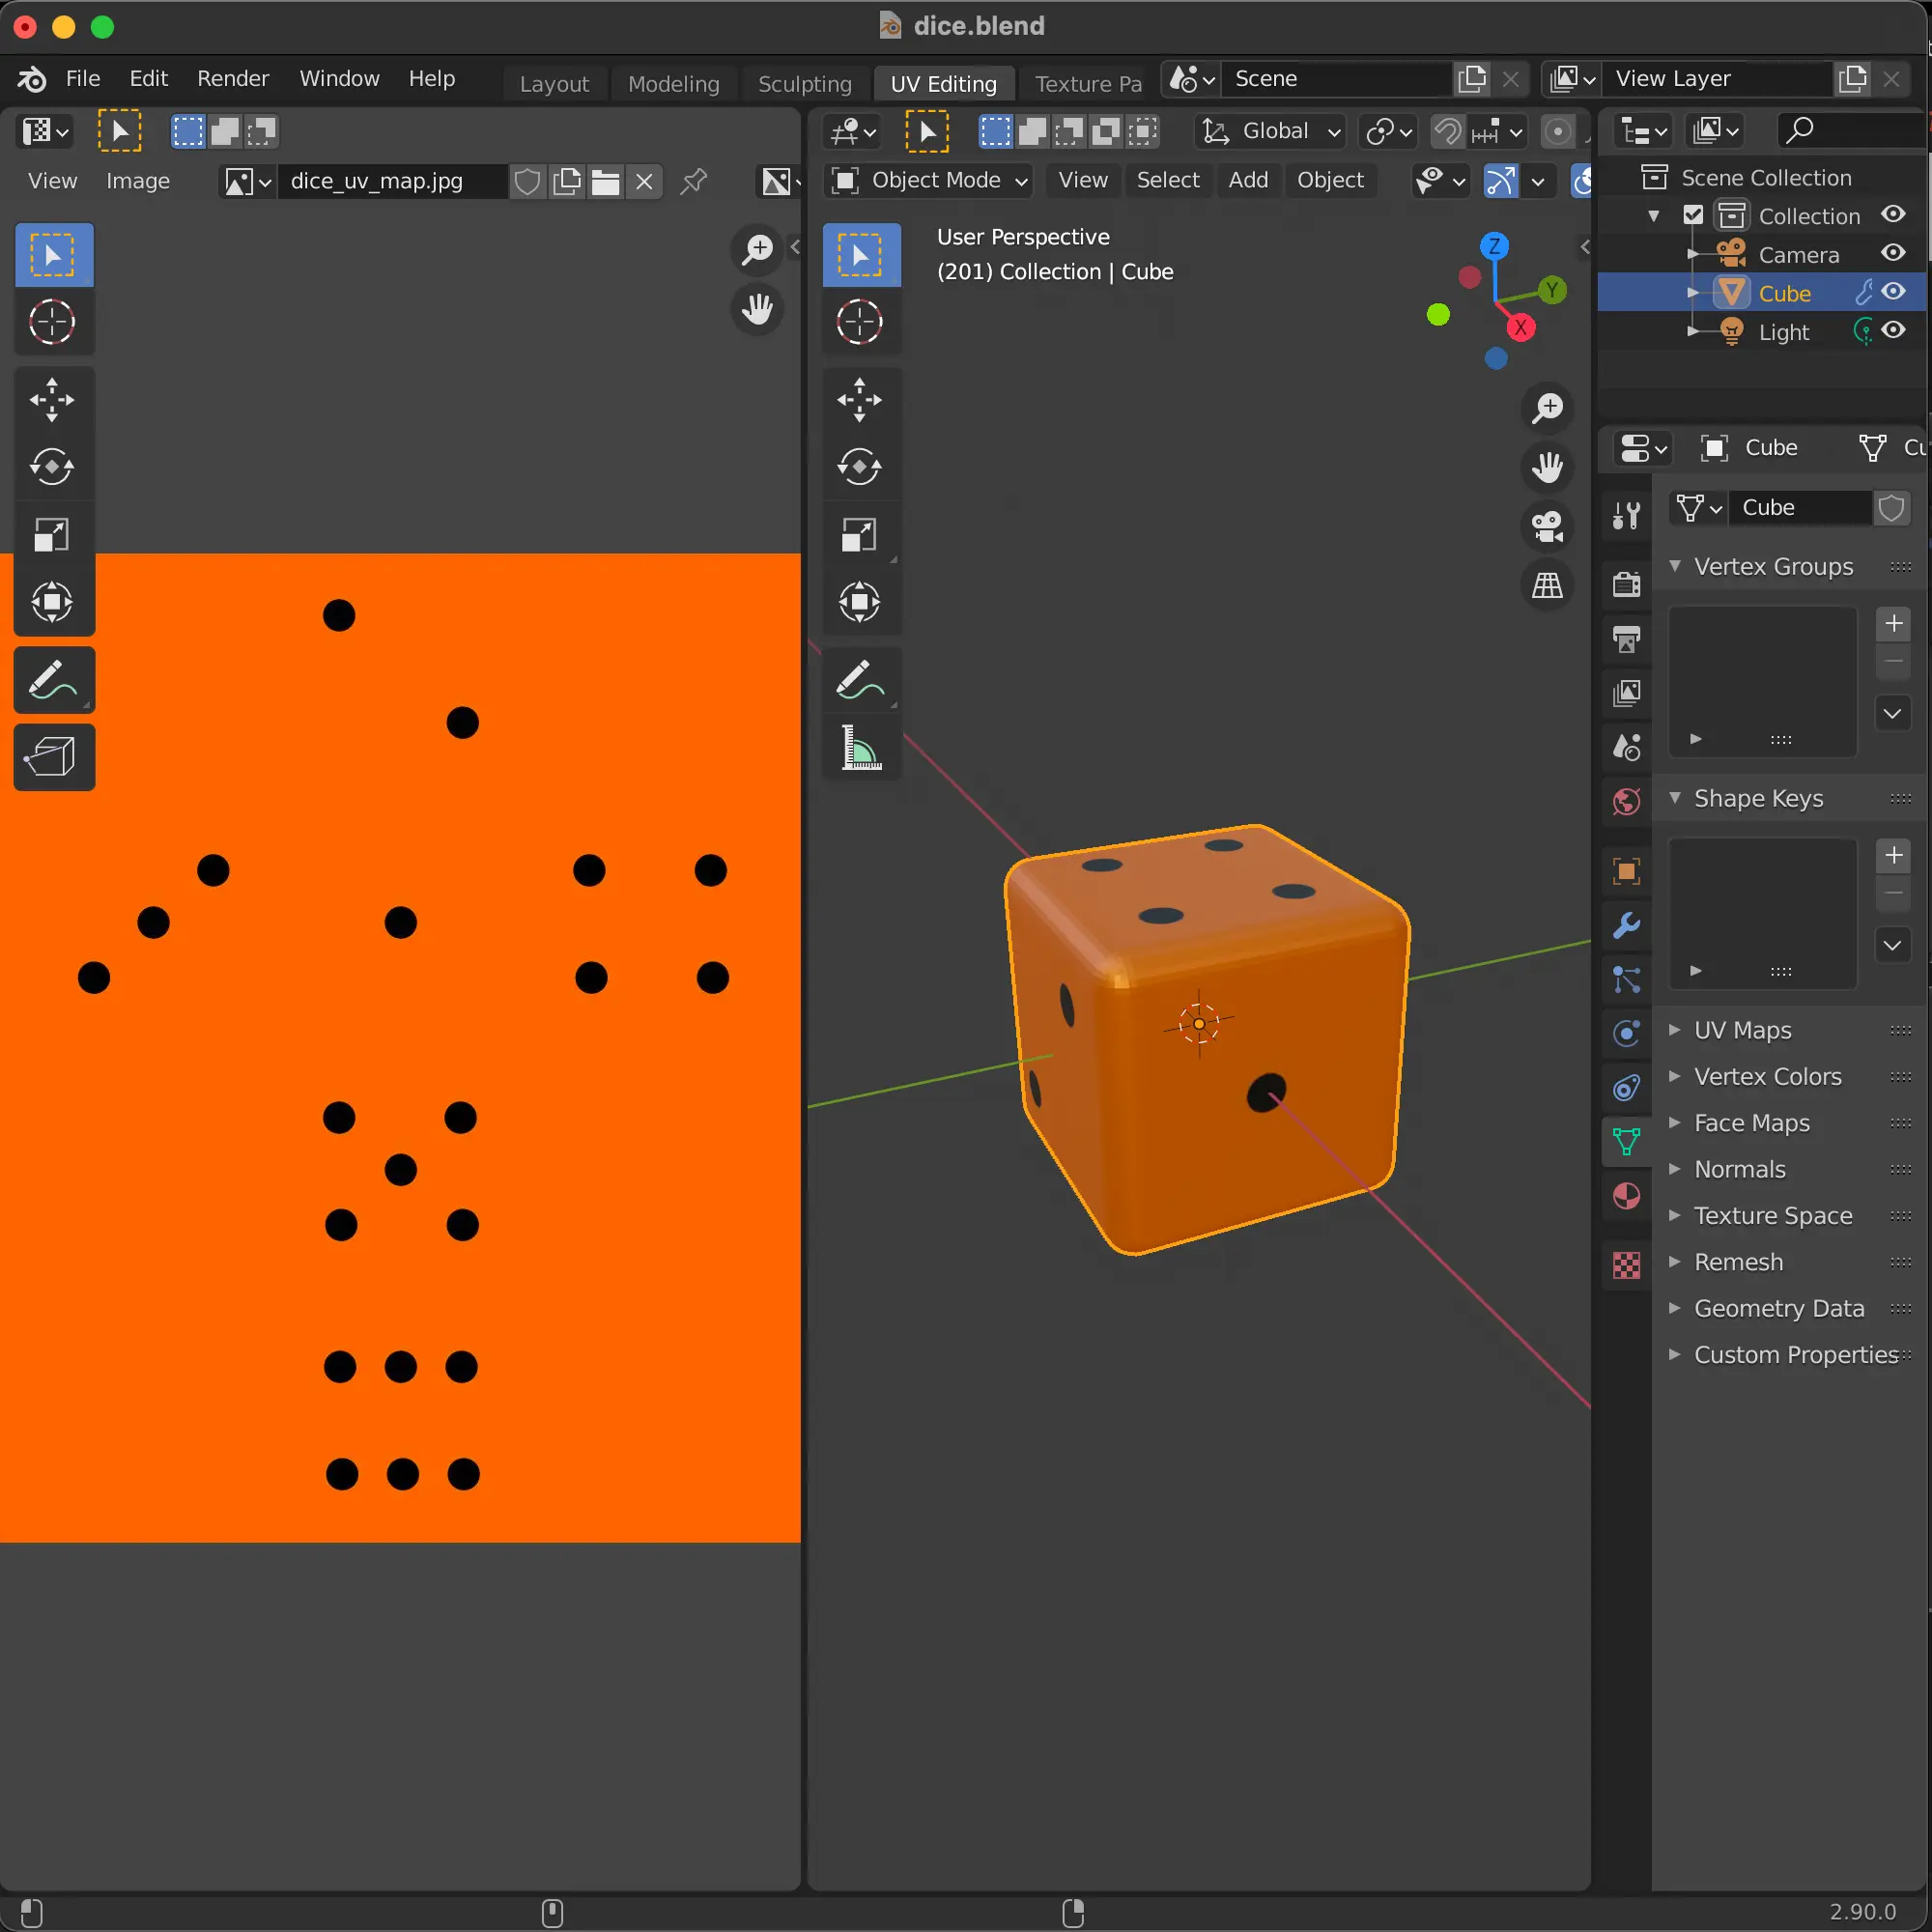 dice.blend
File Edit Render Window Help Layout Modeling Sculpting UV Editing Texture Pa Scene View Layer
Global
View Image dice_uv_map.jpg
Object Mode View Select Add Object
User Perspective
(201) Collection | Cube
Z
Y
X
Scene Collection
Collection
Camera
Cube
Light
Cube Cu
Cube
Vertex Groups
Shape Keys
UV Maps
Vertex Colors
Face Maps
Normals
Texture Space
Remesh
Geometry Data
Custom Properties
2.90.0